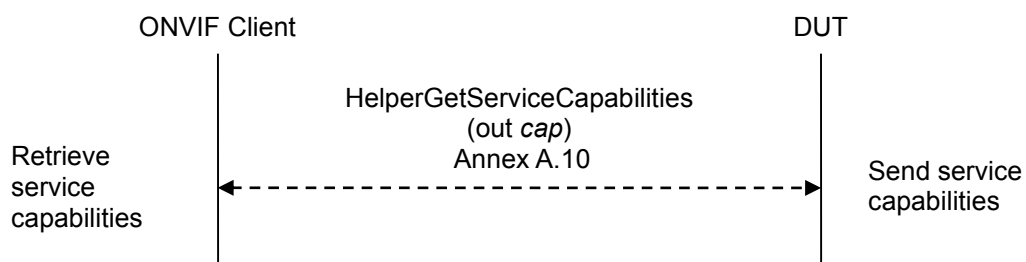 ONVIF Client
DUT
HelperGetServiceCapabilities
(out cap)
Annex A.10
Retrieve
service
capabilities
Send service
capabilities